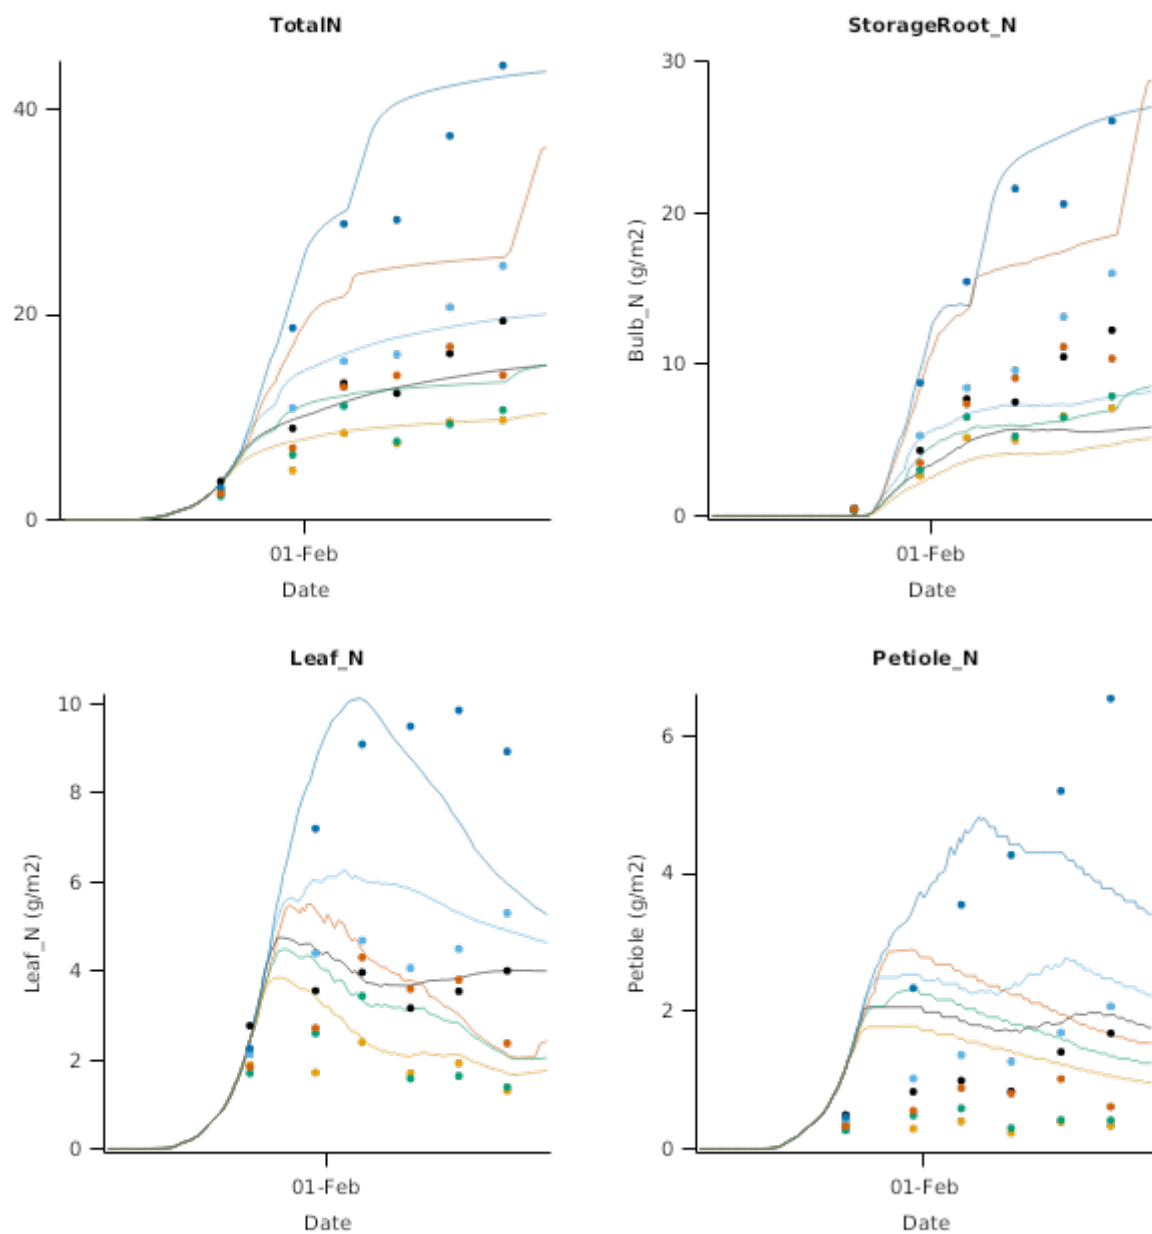 TotalN
40
20
0
01-Feb
Date
StorageRoot_N
30
20
10
0
Bulb_N (g/m2)
01-Feb
Date
Leaf_N
10
8
6
4
2
0
Leaf_N (g/m2)
01-Feb
Date
Petiole_N
6
4
2
0
Petiole (g/m2)
01-Feb
Date